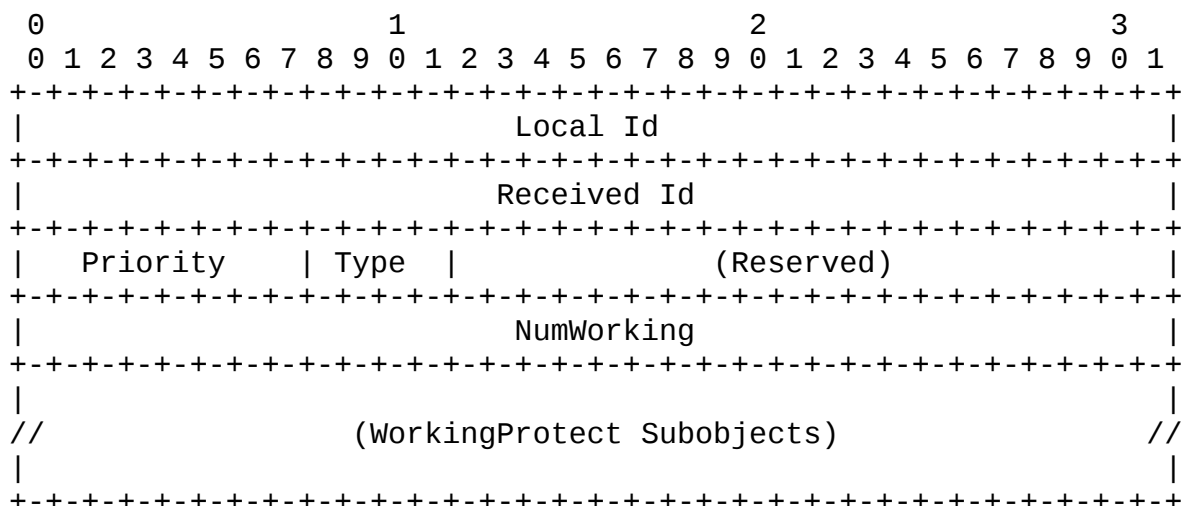 0                   1                   2                   3
 0 1 2 3 4 5 6 7 8 9 0 1 2 3 4 5 6 7 8 9 0 1 2 3 4 5 6 7 8 9 0 1
+-+-+-+-+-+-+-+-+-+-+-+-+-+-+-+-+-+-+-+-+-+-+-+-+-+-+-+-+-+-+-+-+
|                           Local Id                            |
+-+-+-+-+-+-+-+-+-+-+-+-+-+-+-+-+-+-+-+-+-+-+-+-+-+-+-+-+-+-+-+-+
|                          Received Id                          |
+-+-+-+-+-+-+-+-+-+-+-+-+-+-+-+-+-+-+-+-+-+-+-+-+-+-+-+-+-+-+-+-+
|   Priority    | Type  |              (Reserved)               |
+-+-+-+-+-+-+-+-+-+-+-+-+-+-+-+-+-+-+-+-+-+-+-+-+-+-+-+-+-+-+-+-+
|                           NumWorking                          |
+-+-+-+-+-+-+-+-+-+-+-+-+-+-+-+-+-+-+-+-+-+-+-+-+-+-+-+-+-+-+-+-+
|                                                               |
//                 (WorkingProtect Subobjects)                 //
|                                                               |
+-+-+-+-+-+-+-+-+-+-+-+-+-+-+-+-+-+-+-+-+-+-+-+-+-+-+-+-+-+-+-+-+